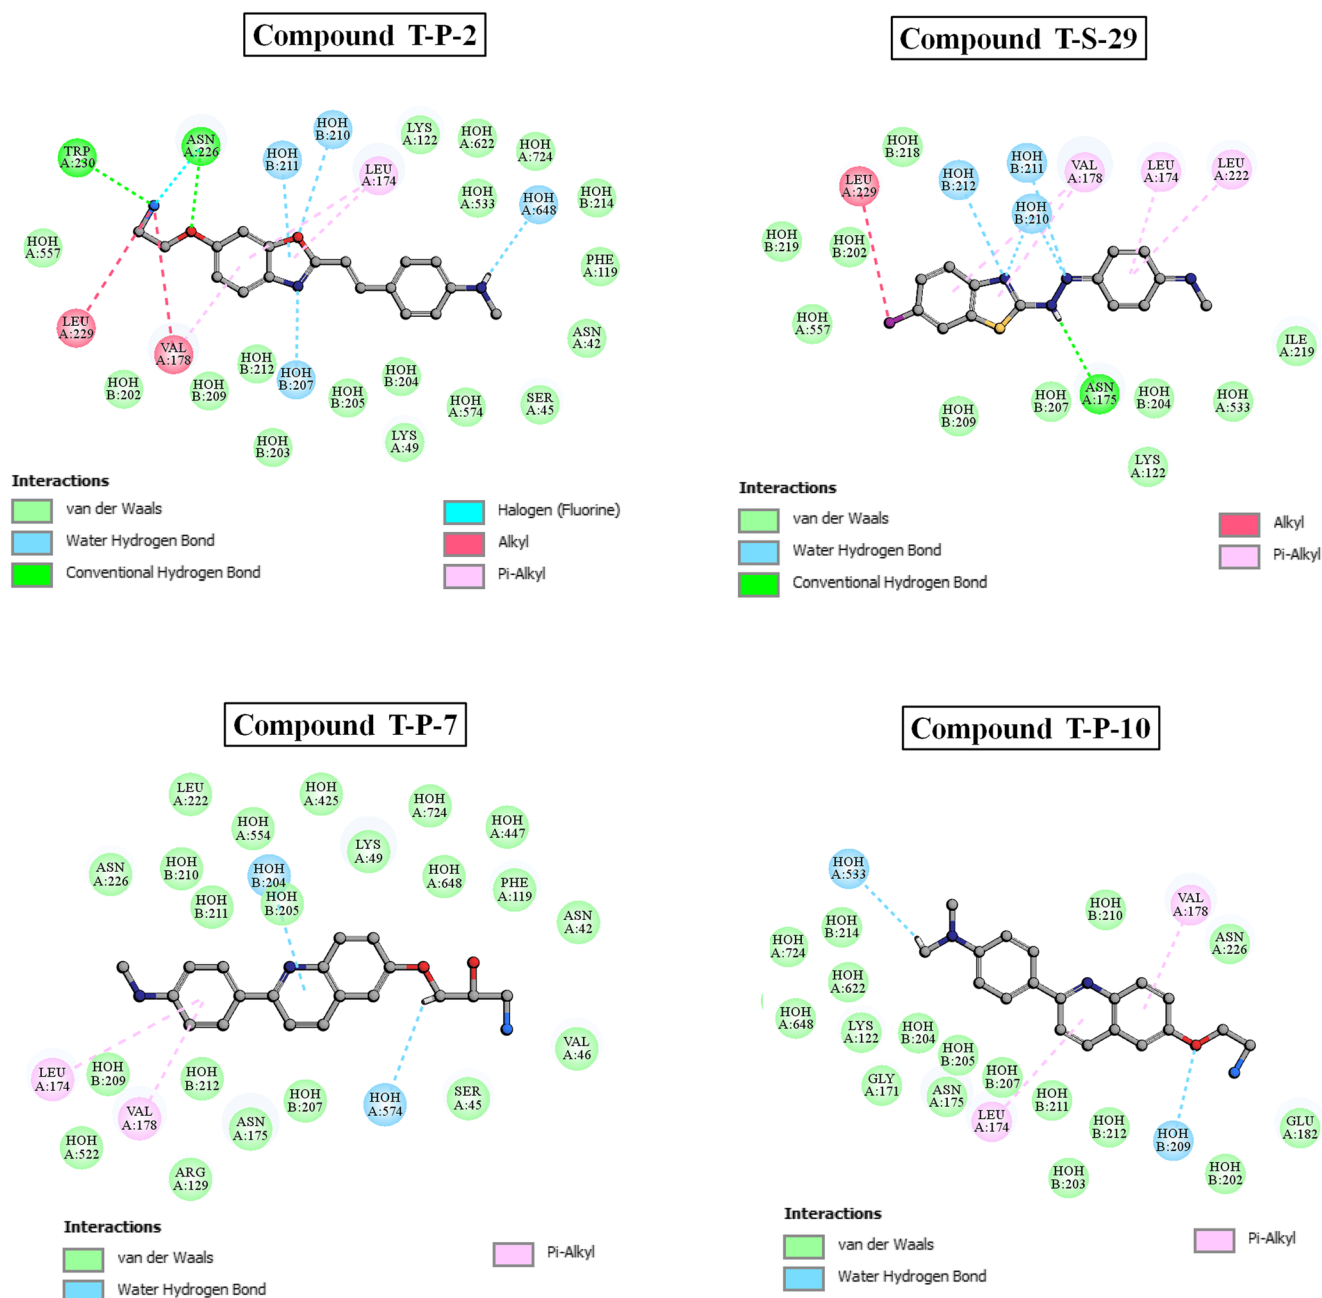 Compound T-P-2
TRP
A:230
ASN
A:226
HOH
B:211
HOH
B:210
LYS
A:122
HOH
A:622
HOH
A:724
LEU
A:174
HOH
A:533
HOH
A:648
HOH
B:214
HOH
A:557
PHE
A:119
LEU
A:229
VAL
A:178
ASN
A:42
HOH
B:202
HOH
B:209
HOH
B:212
HOH
B:207
HOH
B:205
HOH
B:204
HOH
A:574
SER
A:45
HOH
B:203
LYS
A:49
Interactions
van der Waals
Water Hydrogen Bond
Conventional Hydrogen Bond
Halogen (Fluorine)
Alkyl
Pi-Alkyl
Compound T-S-29
HOH
B:218
LEU
A:229
HOH
B:212
HOH
B:211
HOH
B:210
VAL
A:178
LEU
A:174
LEU
A:222
HOH
B:219
HOH
B:202
HOH
A:557
ILE
A:219
HOH
B:209
HOH
B:207
ASN
A:175
HOH
B:204
HOH
A:533
LYS
A:122
Interactions
van der Waals
Water Hydrogen Bond
Conventional Hydrogen Bond
Alkyl
Pi-Alkyl
Compound T-P-7
LEU
A:222
HOH
A:425
HOH
A:554
HOH
A:724
HOH
A:447
LYS
A:49
ASN
A:226
HOH
B:210
HOH
B:204
HOH
A:648
PHE
A:119
HOH
B:211
HOH
B:205
ASN
A:42
VAL
A:46
LEU
A:174
HOH
B:209
HOH
B:212
VAL
A:178
HOH
B:207
HOH
A:574
SER
A:45
HOH
A:522
ASN
A:175
ARG
A:129
Interactions
van der Waals
Water Hydrogen Bond
Pi-Alkyl
Compound T-P-10
HOH
A:533
HOH
B:210
VAL
A:178
HOH
B:214
HOH
A:724
ASN
A:226
HOH
A:622
HOH
A:648
LYS
A:122
HOH
B:204
HOH
B:205
HOH
B:207
GLY
A:171
ASN
A:175
LEU
A:174
HOH
B:211
HOH
B:212
HOH
B:209
GLU
A:182
HOH
B:203
HOH
B:202
Interactions
van der Waals
Water Hydrogen Bond
Pi-Alkyl